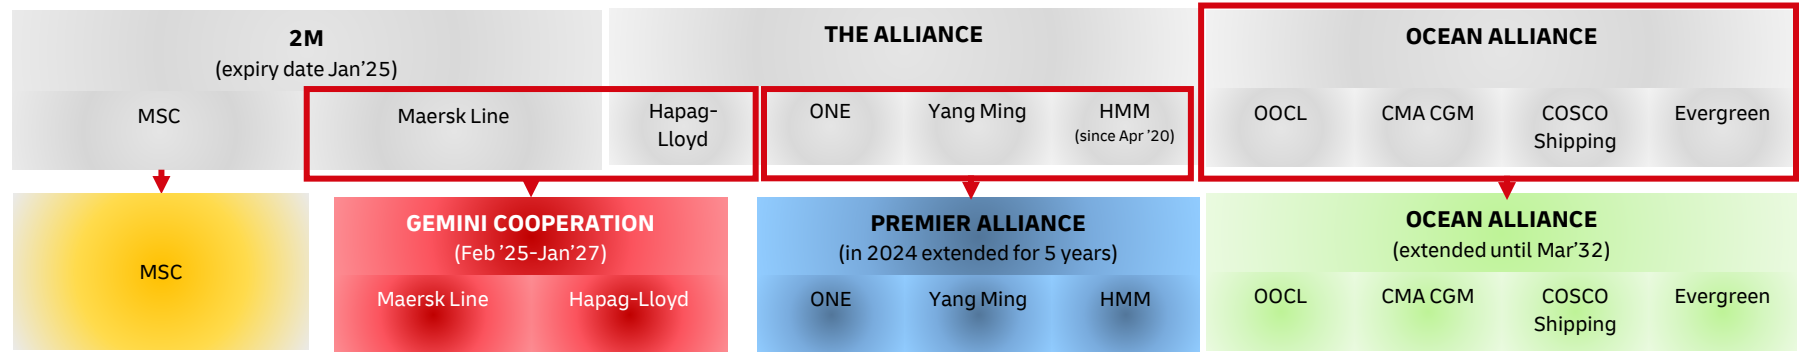 2M
(expiry date Jan’25)
THE ALLIANCE
OCEAN ALLIANCE
MSC
Maersk Line
Hapag-
Lloyd
ONE
Yang Ming
HMM
(since Apr ’20)
OOCL
CMA CGM
COSCO
Shipping
Evergreen
MSC
GEMINI COOPERATION
(Feb ’25-Jan’27)
Maersk Line
Hapag-Lloyd
PREMIER ALLIANCE
(in 2024 extended for 5 years)
ONE
Yang Ming
HMM
OCEAN ALLIANCE
(extended until Mar’32)
OOCL
CMA CGM
COSCO
Shipping
Evergreen